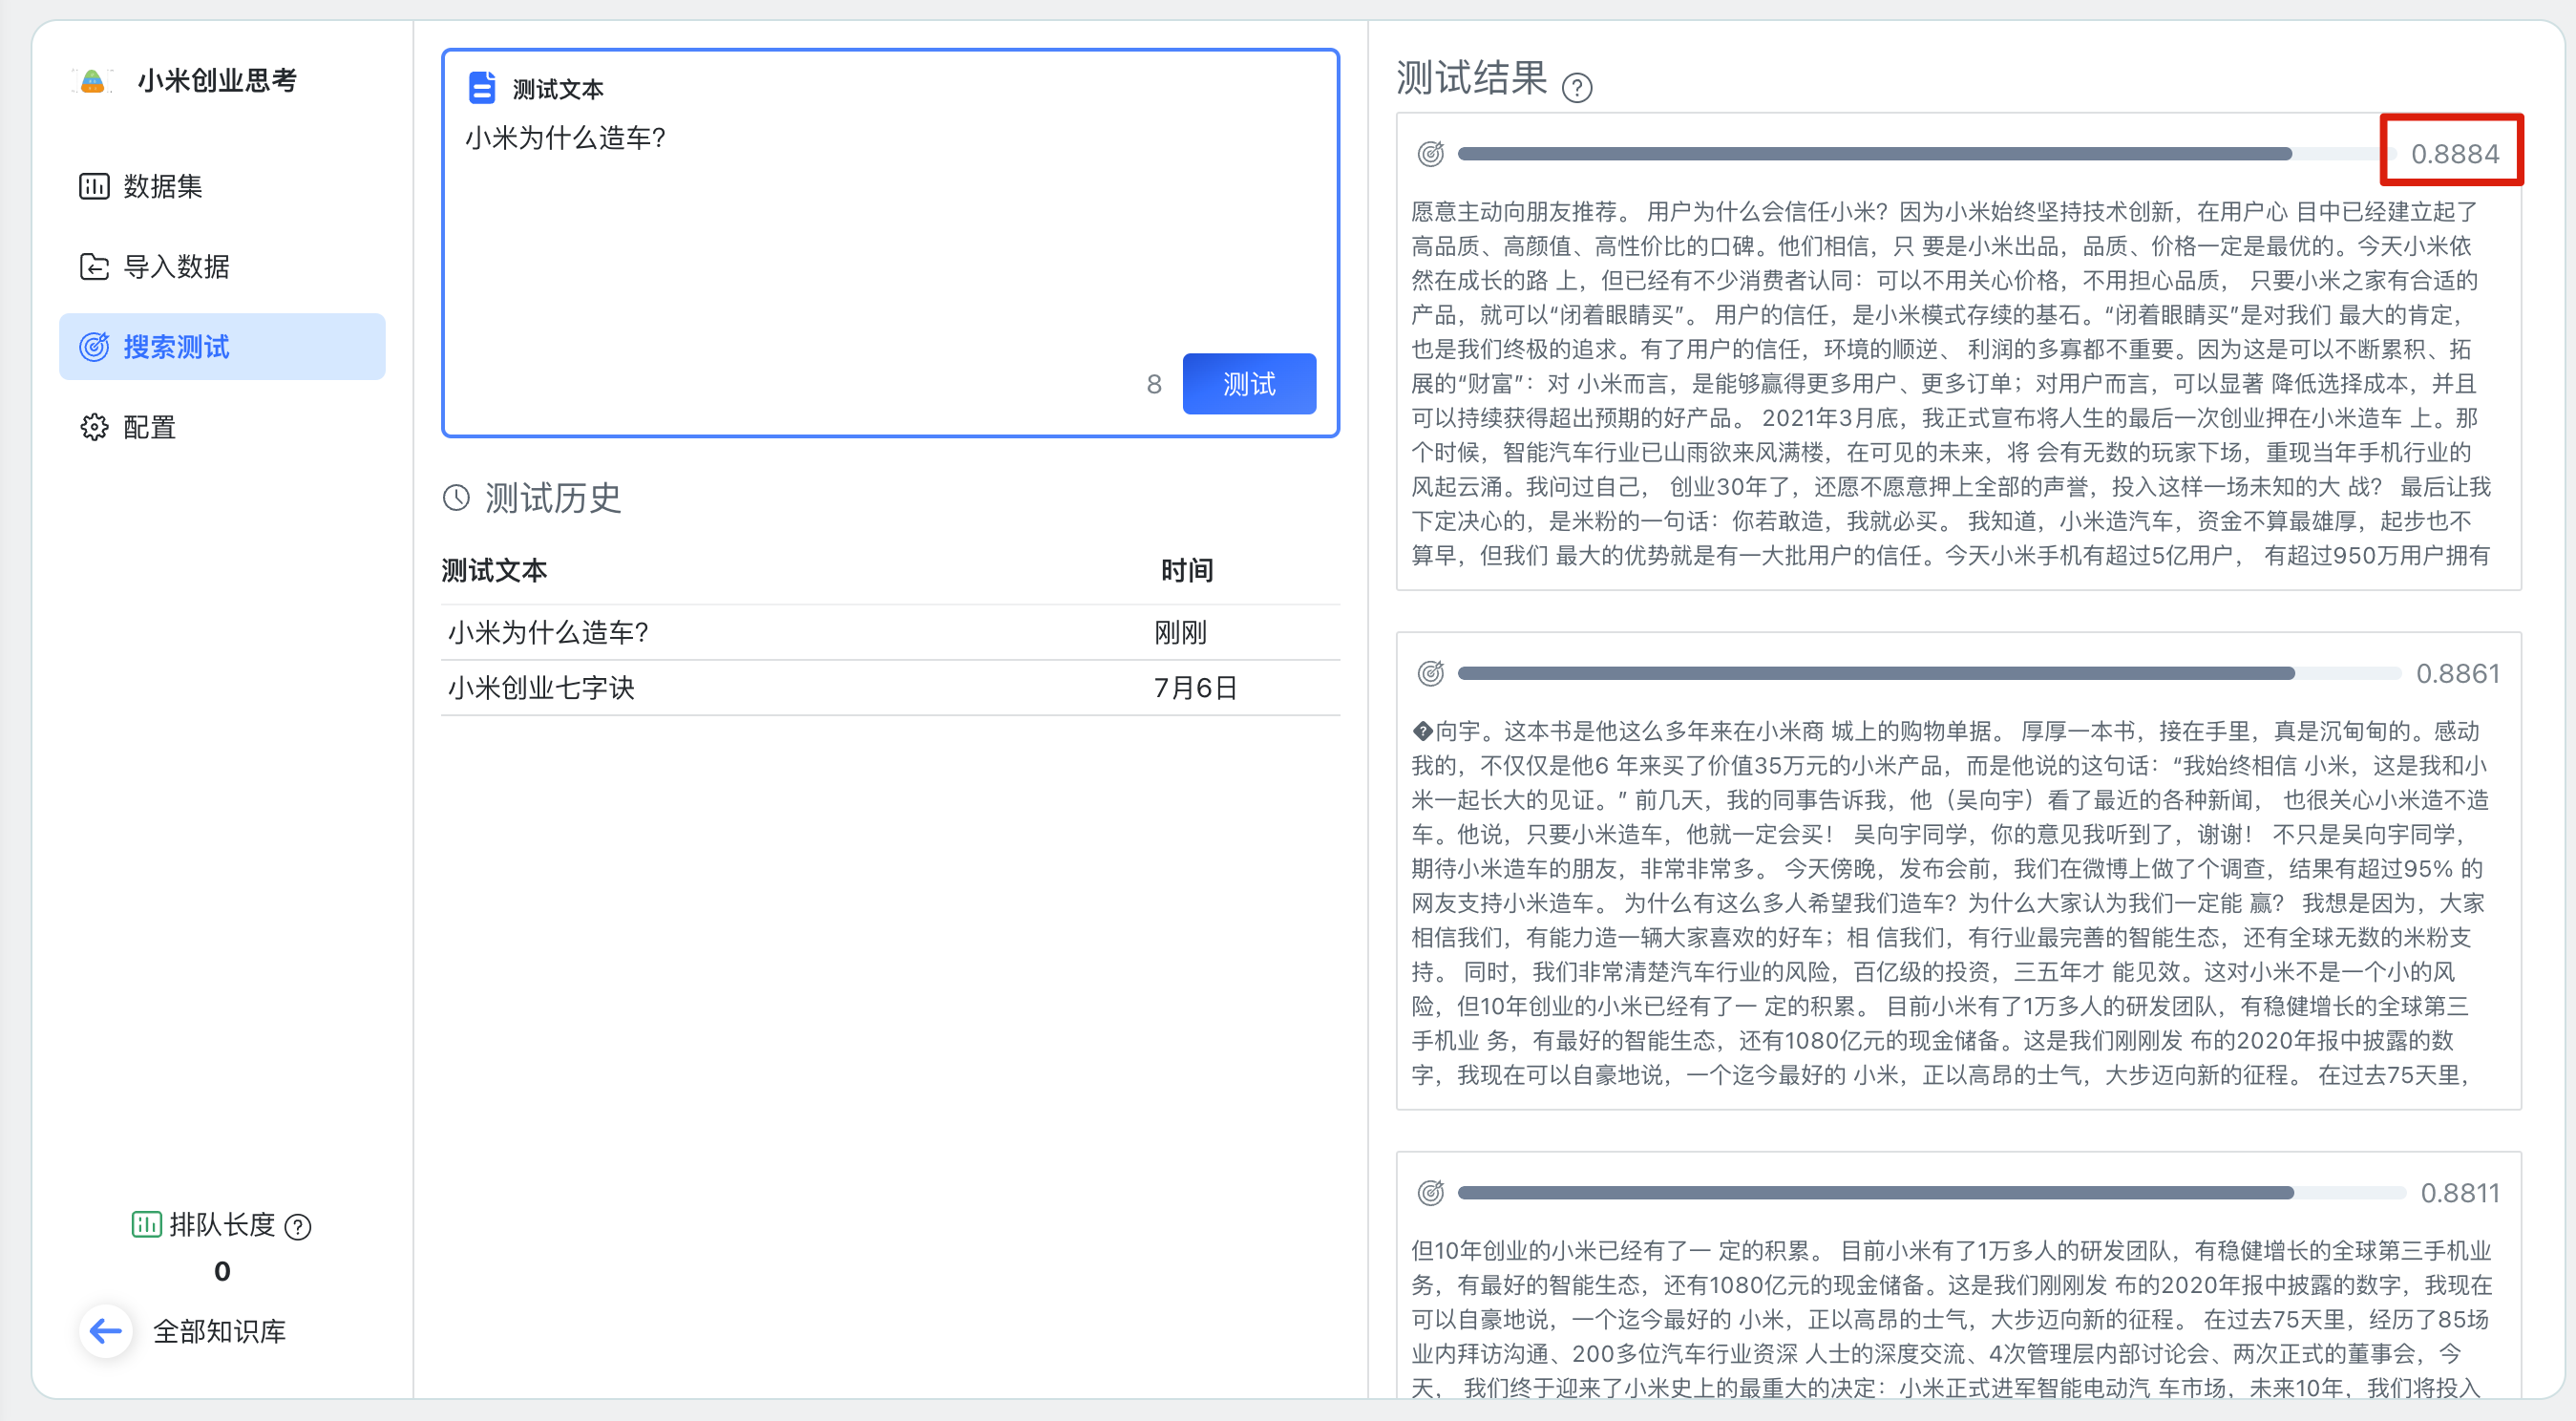 小米创业思考
数据集
导入数据
搜索测试
配置
排队长度
0
全部知识库
测试文本
小米为什么造车?
8
测试
测试历史
测试文本 时间
小米为什么造车? 刚刚
小米创业七字诀 7月6日
测试结果
0.8884
愿意主动向朋友推荐。 用户为什么会信任小米？因为小米始终坚持技术创新，在用户心 目中已经建立起了
高品质、高颜值、高性价比的口碑。他们相信，只 要是小米出品，品质、价格一定是最优的。今天小米依
然在成长的路 上，但已经有不少消费者认同：可以不用关心价格，不用担心品质， 只要小米之家有合适的
产品，就可以“闭着眼睛买”。 用户的信任，是小米模式存续的基石。“闭着眼睛买”是对我们 最大的肯定，
也是我们终极的追求。有了用户的信任，环境的顺逆、 利润的多寡都不重要。因为这是可以不断累积、拓
展的“财富”：对 小米而言，是能够赢得更多用户、更多订单；对用户而言，可以显著 降低选择成本，并且
可以持续获得超出预期的好产品。 2021年3月底，我正式宣布将人生的最后一次创业押在小米造车 上。那
个时候，智能汽车行业已山雨欲来风满楼，在可见的未来，将 会有无数的玩家下场，重现当年手机行业的
风起云涌。我问过自己， 创业30年了，还愿不愿意押上全部的声誉，投入这样一场未知的大 战？ 最后让我
下定决心的，是米粉的一句话：你若敢造，我就必买。 我知道，小米造汽车，资金不算最雄厚，起步也不
算早，但我们 最大的优势就是有一大批用户的信任。今天小米手机有超过5亿用户， 有超过950万用户拥有
0.8861
�向宇。这本书是他这么多年来在小米商 城上的购物单据。 厚厚一本书，接在手里，真是沉甸甸的。感动
我的，不仅仅是他6 年来买了价值35万元的小米产品，而是他说的这句话：“我始终相信 小米，这是我和小
米一起长大的见证。” 前几天，我的同事告诉我，他（吴向宇）看了最近的各种新闻， 也很关心小米造不造
车。他说，只要小米造车，他就一定会买！ 吴向宇同学，你的意见我听到了，谢谢！ 不只是吴向宇同学，
期待小米造车的朋友，非常非常多。 今天傍晚，发布会前，我们在微博上做了个调查，结果有超过95% 的
网友支持小米造车。 为什么有这么多人希望我们造车？为什么大家认为我们一定能 赢？ 我想是因为，大家
相信我们，有能力造一辆大家喜欢的好车；相 信我们，有行业最完善的智能生态，还有全球无数的米粉支
持。 同时，我们非常清楚汽车行业的风险，百亿级的投资，三五年才 能见效。这对小米不是一个小的风
险，但10年创业的小米已经有了一 定的积累。 目前小米有了1万多人的研发团队，有稳健增长的全球第三
手机业 务，有最好的智能生态，还有1080亿元的现金储备。这是我们刚刚发 布的2020年报中披露的数
字，我现在可以自豪地说，一个迄今最好的 小米，正以高昂的士气，大步迈向新的征程。 在过去75天里，
0.8811
但10年创业的小米已经有了一 定的积累。 目前小米有了1万多人的研发团队，有稳健增长的全球第三手机业
务，有最好的智能生态，还有1080亿元的现金储备。这是我们刚刚发 布的2020年报中披露的数字，我现在
可以自豪地说，一个迄今最好的 小米，正以高昂的士气，大步迈向新的征程。 在过去75天里，经历了85场
业内拜访沟通、200多位汽车行业资深 人士的深度交流、4次管理层内部讨论会、两次正式的董事会，今
天， 我们终于迎来了小米史上的最重大的决定：小米正式进军智能电动汽 车市场，未来10年，我们将投入